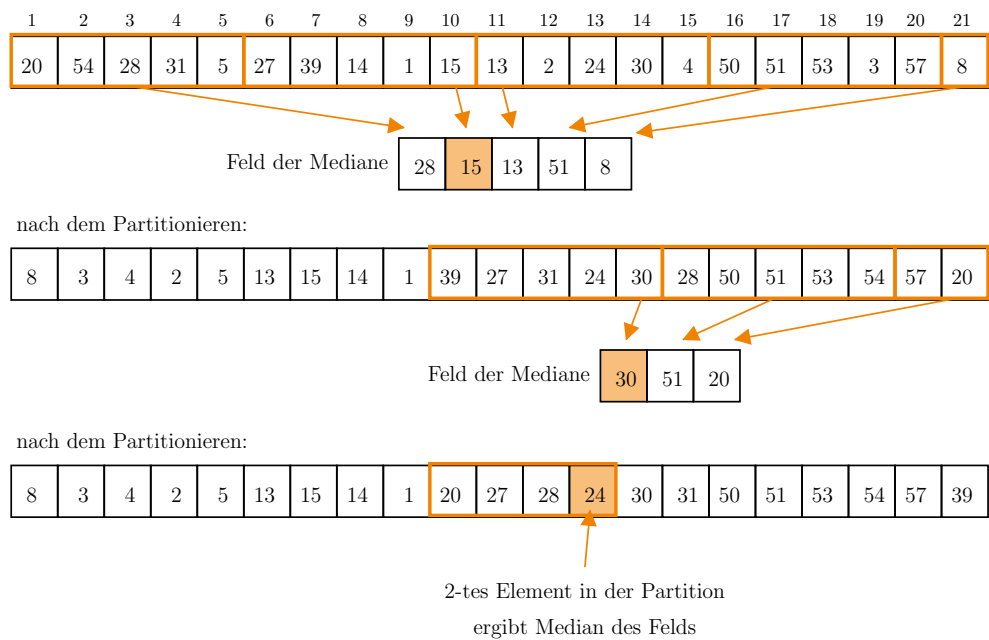 1 2 3 4 5 6 7 8 9 10 11 12 13 14 15 16 17 18 19 20 21
20 54 28 31 5 27 39 14 1 15 13 2 24 30 4 50 51 53 3 57 8
Feld der Mediane 28 15 13 51 8
nach dem Partitionieren:
8 3 4 2 5 13 15 14 1 39 27 31 24 30 28 50 51 53 54 57 20
Feld der Mediane 30 51 20
nach dem Partitionieren:
8 3 4 2 5 13 15 14 1 20 27 28 24 30 31 50 51 53 54 57 39
2-tes Element in der Partition
ergibt Median des Felds